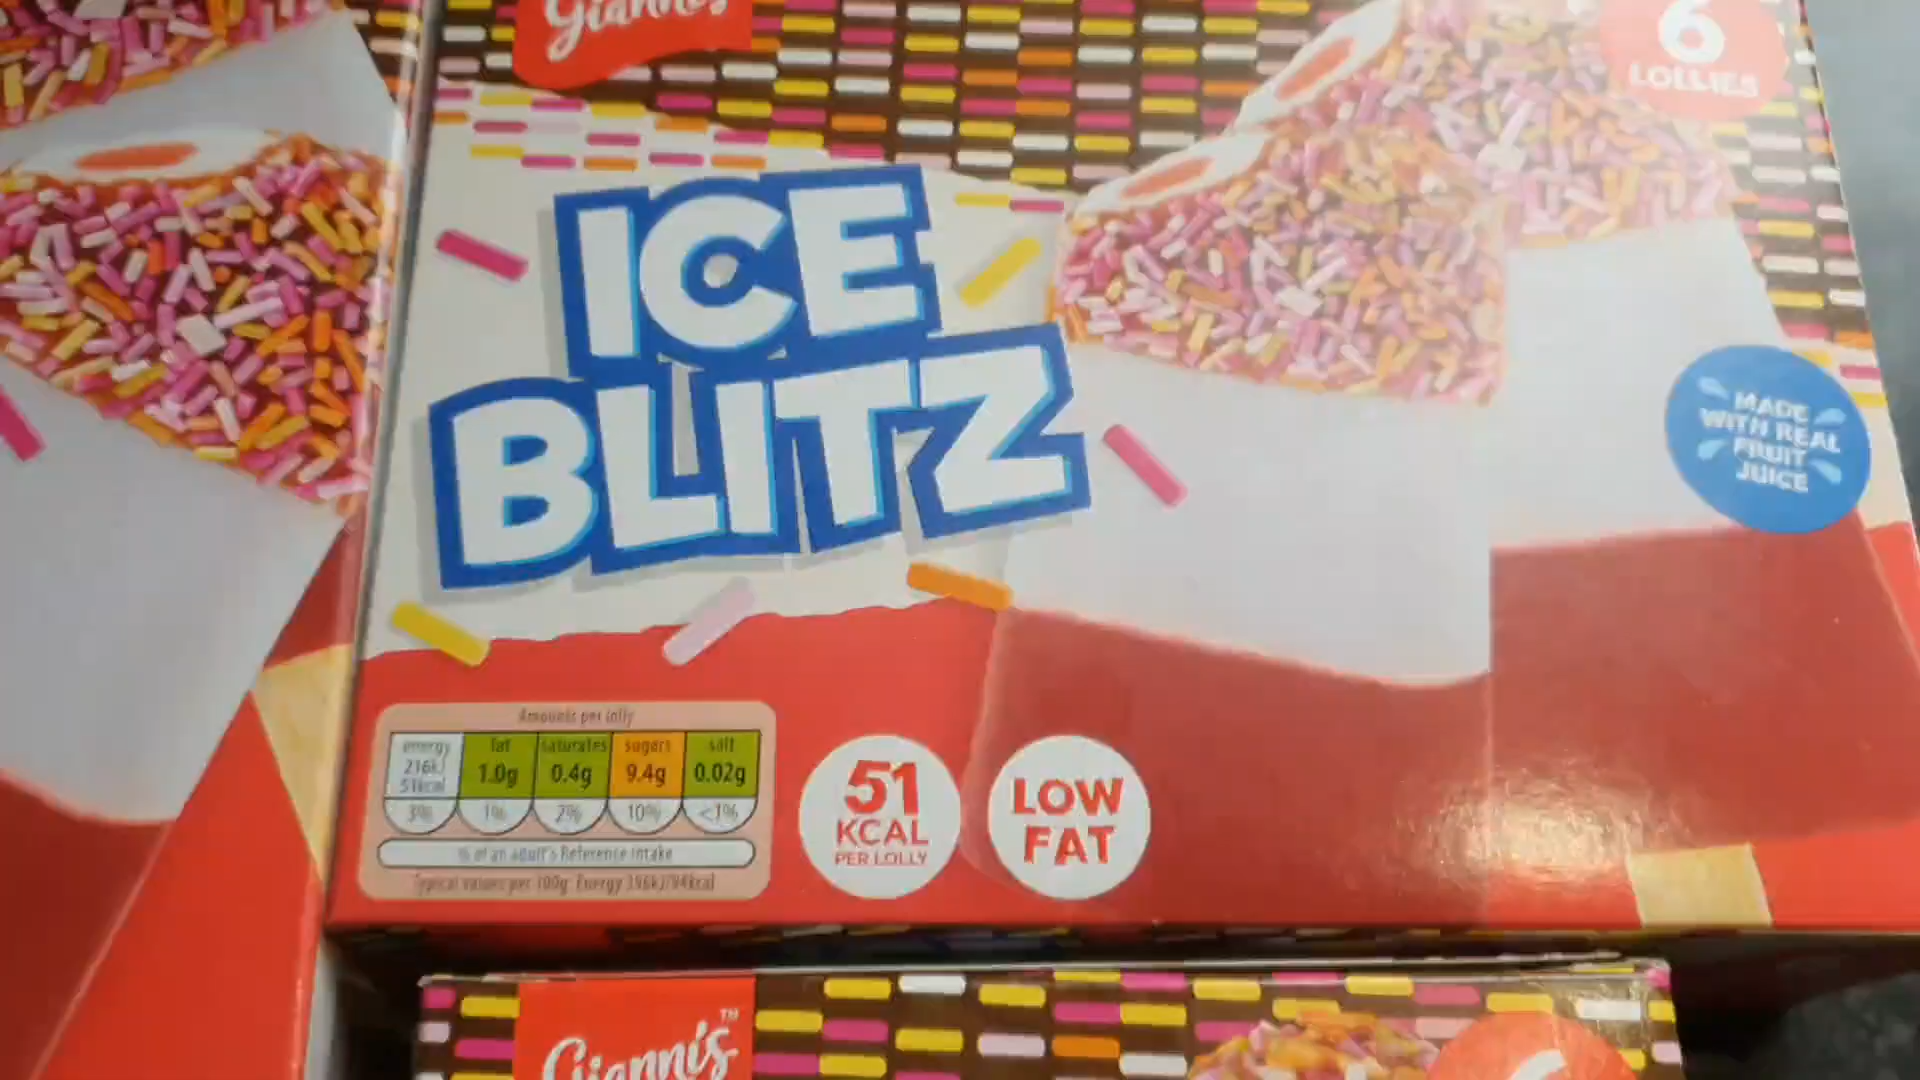 Gianni's
6
LOLLIES
ICE
BLITZ
MADE
WITH REAL
FRUIT
JUICE
Amounts per lolly
energy fat saturates sugars salt
216kJ 1.0g 0.4g 9.4g 0.02g
51kcal
3% 1% 2% 10% <1%
% of an adult's Reference Intake
Typical values per 100g: Energy 396kJ/94kcal
51
KCAL
PER LOLLY
LOW
FAT
Gianni's™